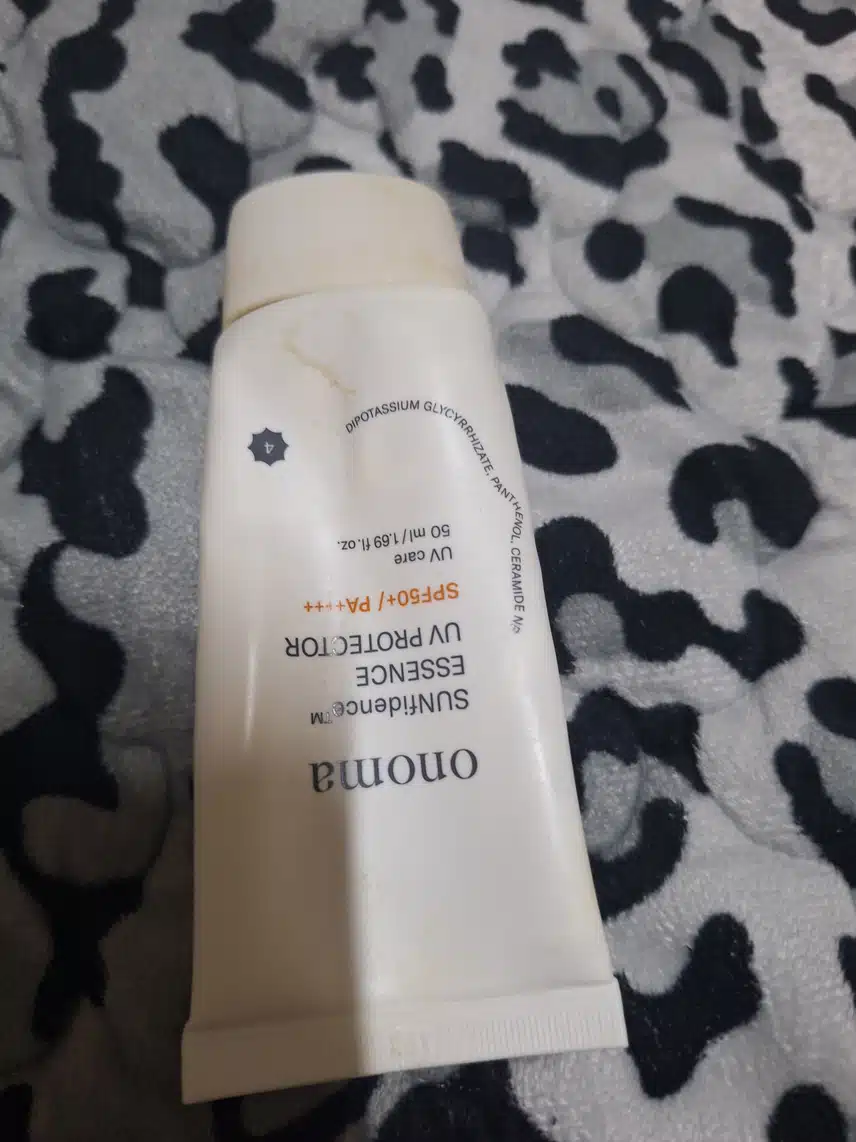 onoma
SUNfidence™
ESSENCE
UV PROTECTOR
SPF50+/ PA++++
UV care
50 ml / 1.69 fl.oz.
DIPOTASSIUM GLYCYRRHIZATE, PANTHENOL, CERAMIDE NP
4